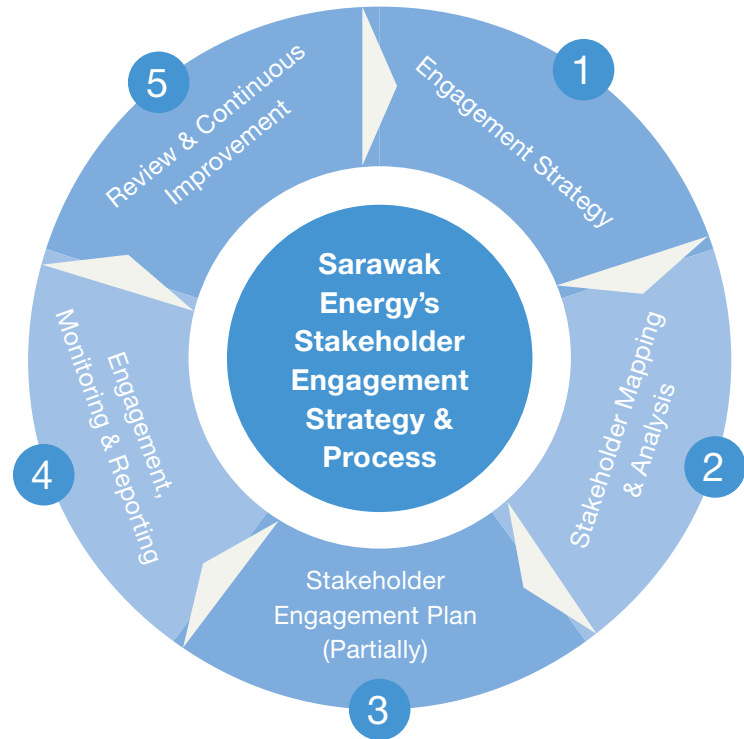 Sarawak
Energy's
Stakeholder
Engagement
Strategy &
Process
1
Engagement Strategy
2
Stakeholder Mapping
& Analysis
3
Stakeholder
Engagement Plan
(Partially)
4
Engagement,
Monitoring & Reporting
5
Review & Continuous
Improvement